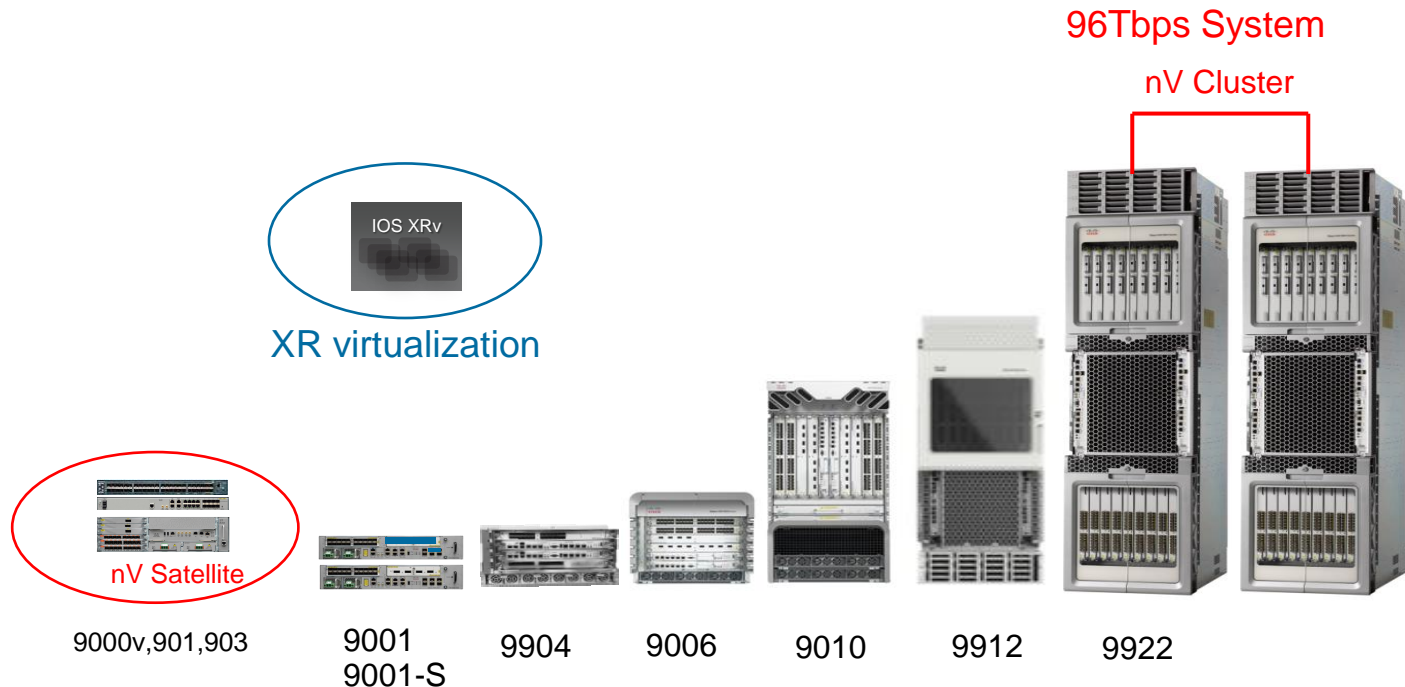 96Tbps System
nV Cluster
IOS XRv
XR virtualization
nV Satellite
9000v,901,903
9001
9001-S
9904
9006
9010
9912
9922